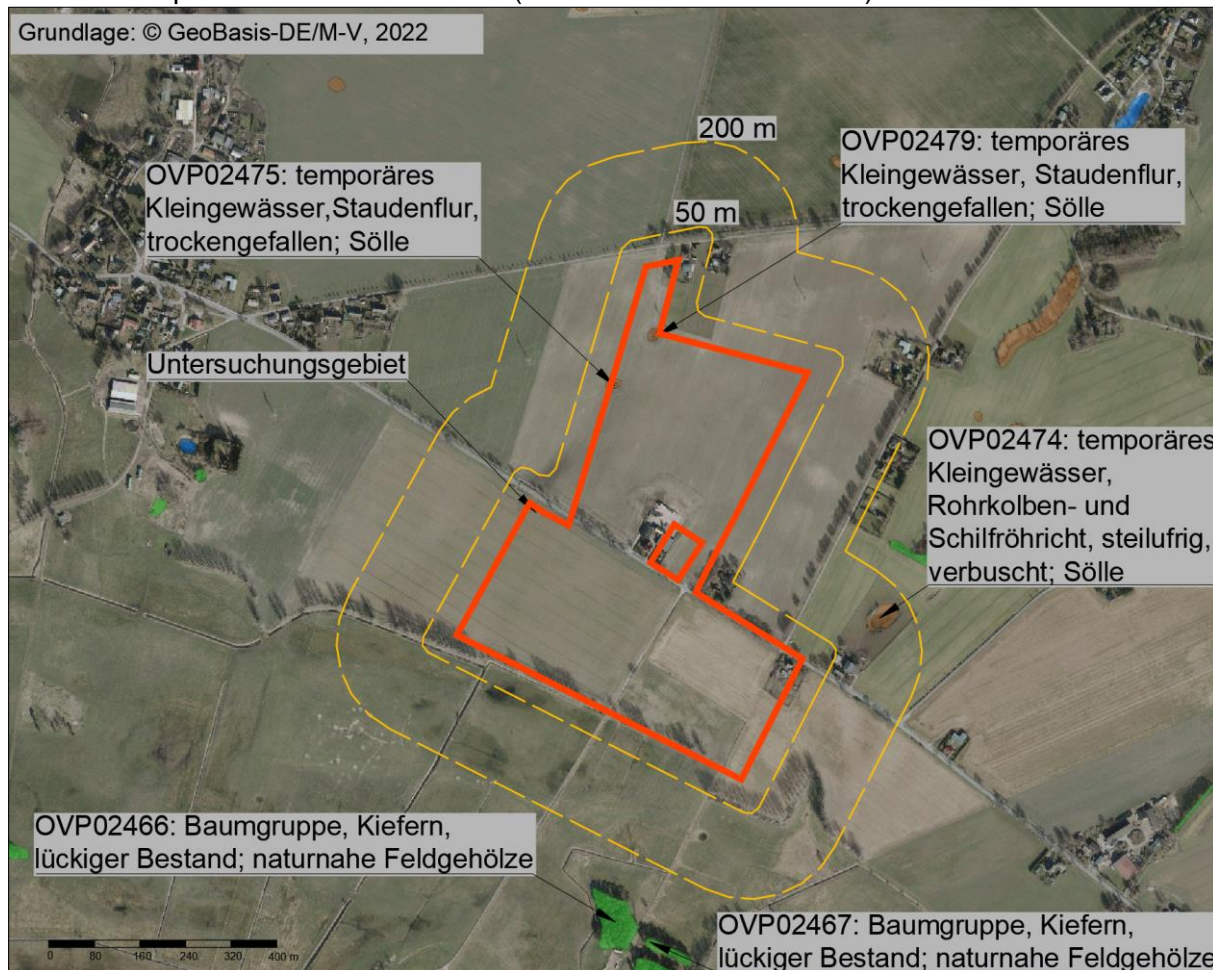 Grundlage: © GeoBasis-DE/M-V, 2022
200 m
OVP02479: temporäres
Kleingewässer, Staudenflur,
trockengefallen; Sölle
OVP02475: temporäres
Kleingewässer,Staudenflur,
trockengefallen; Sölle
50 m
Untersuchungsgebiet
OVP02474: temporäres
Kleingewässer,
Rohrkolben- und
Schilfröhricht, steilufrig,
verbuscht; Sölle
OVP02466: Baumgruppe, Kiefern,
lückiger Bestand; naturnahe Feldgehölze
OVP02467: Baumgruppe, Kiefern,
lückiger Bestand; naturnahe Feldgehölze
0 80 160 240 320 400 m